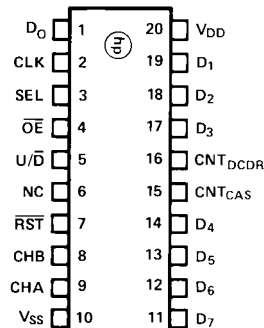 D0 1 20 VDD
CLK 2 19 D1
SEL 3 18 D2
OE 4 17 D3
U/D 5 16 CNTDCDR
NC 6 15 CNTCAS
RST 7 14 D4
CHB 8 13 D5
CHA 9 12 D6
VSS 10 11 D7
hp